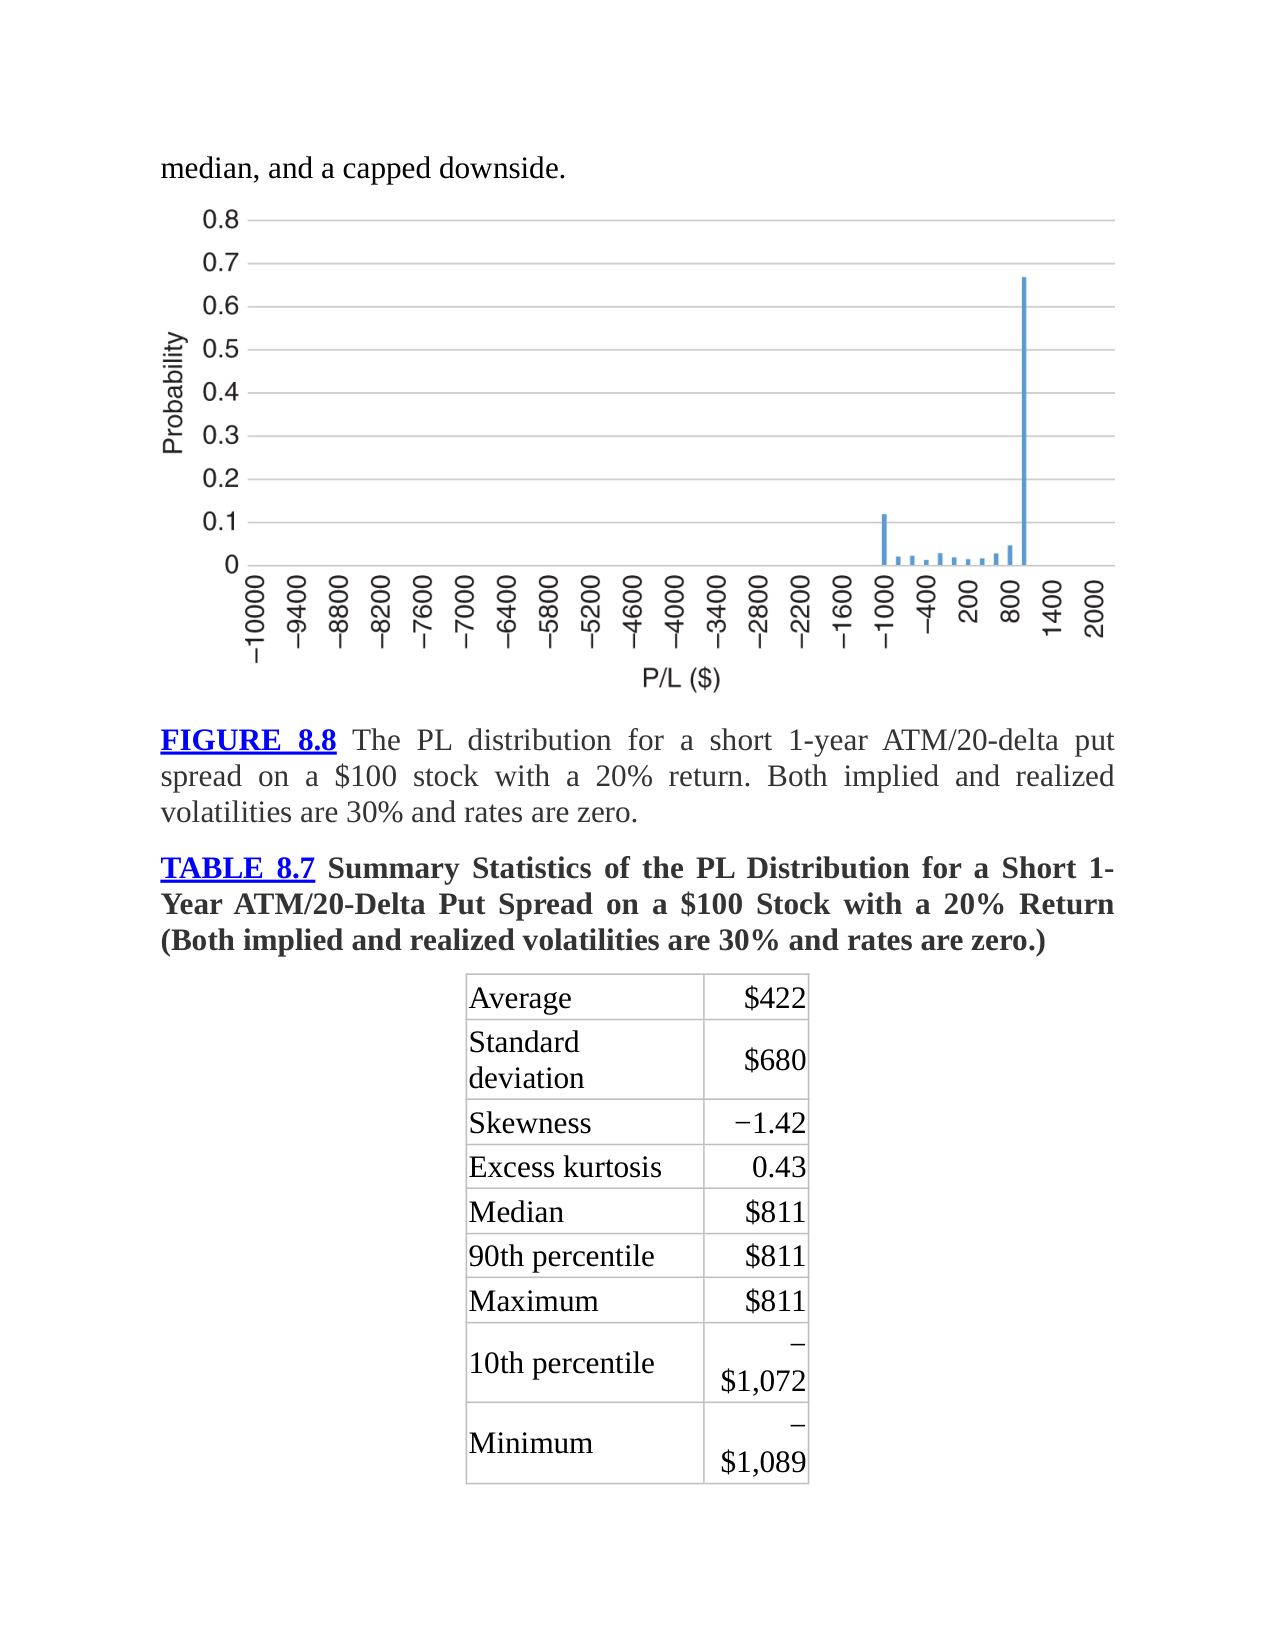 median, and a capped downside.
0.8
0.7
0.6
0.5
0.4
0.3
0.2
0.1
0
Probability
−10000
−9400
−8800
−8200
−7600
−7000
−6400
−5800
−5200
−4600
−4000
−3400
−2800
−2200
−1600
−1000
−400
200
800
1400
2000
P/L ($)
FIGURE 8.8 The PL distribution for a short 1-year ATM/20-delta put
spread on a $100 stock with a 20% return. Both implied and realized
volatilities are 30% and rates are zero.
TABLE 8.7 Summary Statistics of the PL Distribution for a Short 1-
Year ATM/20-Delta Put Spread on a $100 Stock with a 20% Return
(Both implied and realized volatilities are 30% and rates are zero.)
Average $422
Standard
deviation $680
Skewness −1.42
Excess kurtosis 0.43
Median $811
90th percentile $811
Maximum $811
10th percentile −
$1,072
Minimum −
$1,089